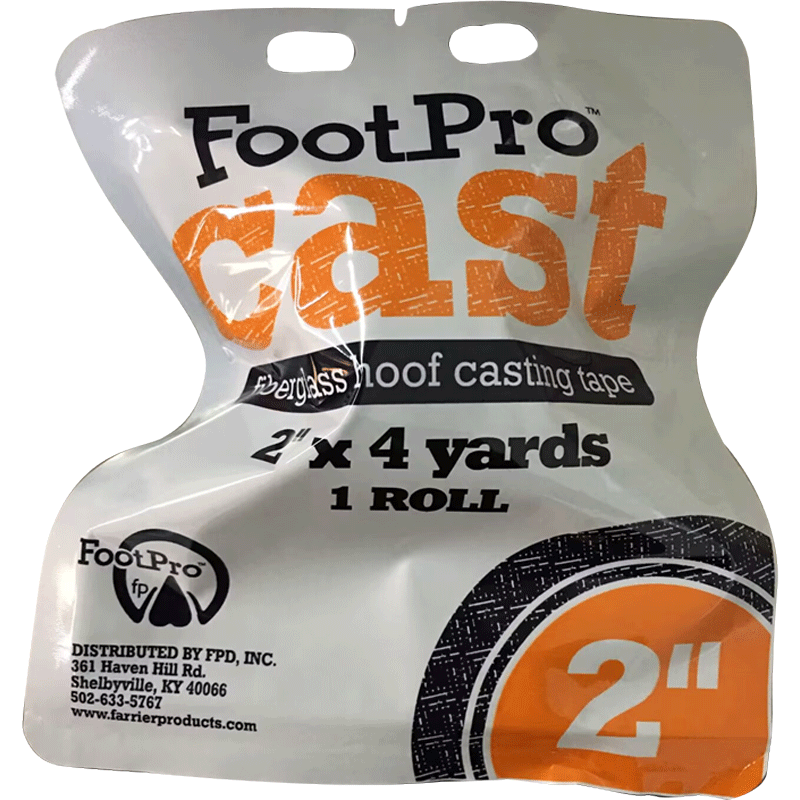 FootPro™
cast
fiberglass hoof casting tape
2" x 4 yards
1 ROLL
FootPro™
fp
DISTRIBUTED BY FPD, INC.
361 Haven Hill Rd.
Shelbyville, KY 40066
502-633-5767
www.farrierproducts.com
2"